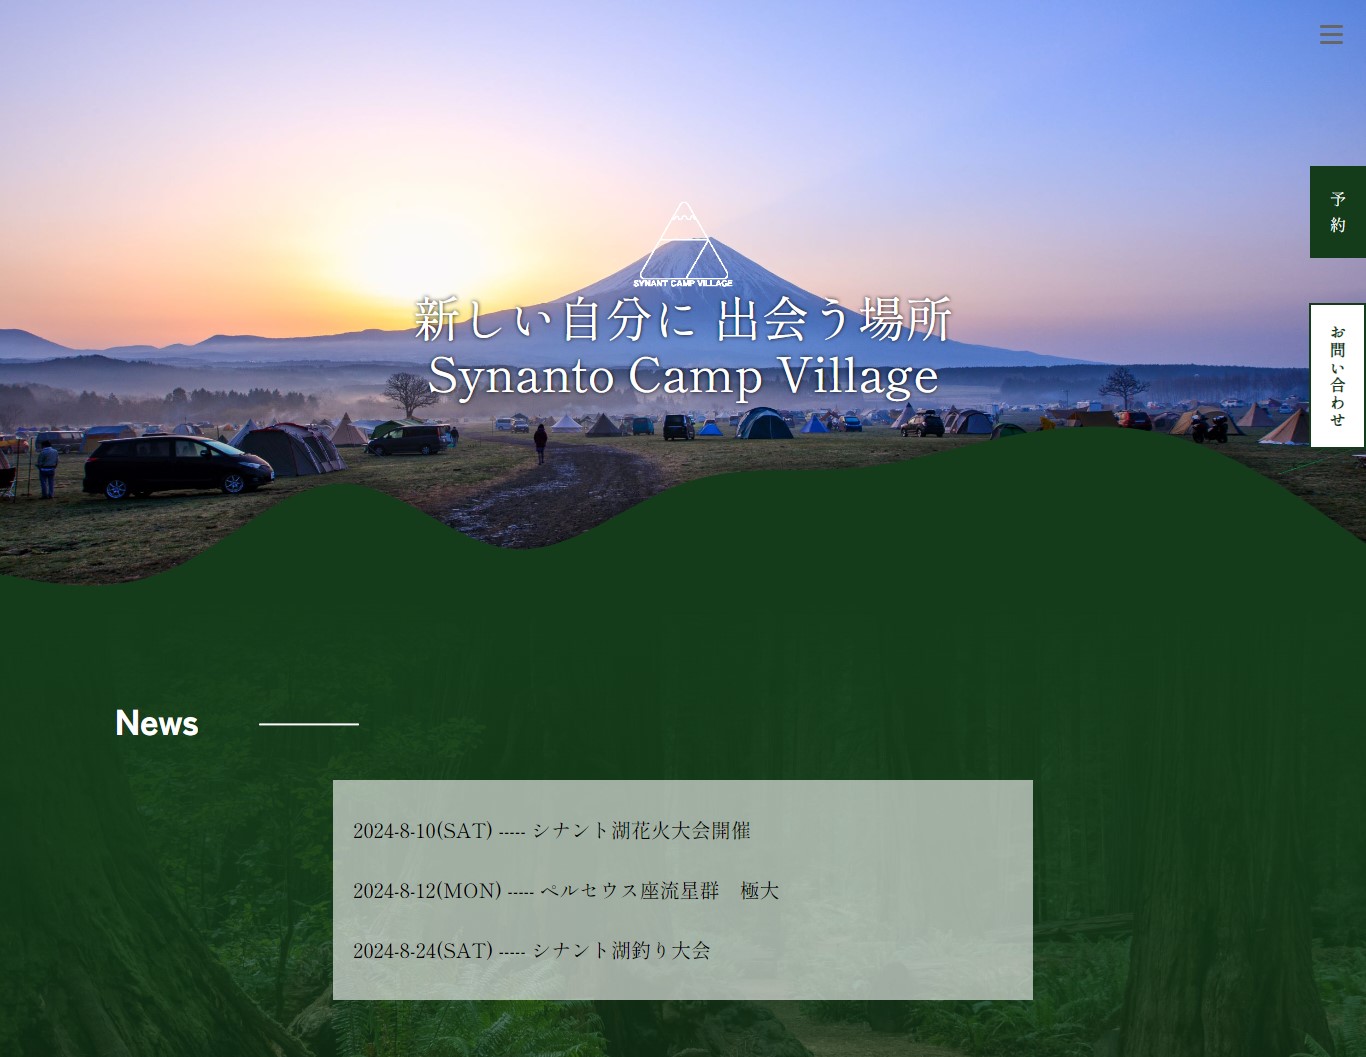 SYNANT CAMP VILLAGE
新しい自分に 出会う場所
Synanto Camp Village
予約
お問い合わせ
News
2024-8-10(SAT) ----- シナント湖花火大会開催
2024-8-12(MON) ----- ペルセウス座流星群　極大
2024-8-24(SAT) ----- シナント湖釣り大会